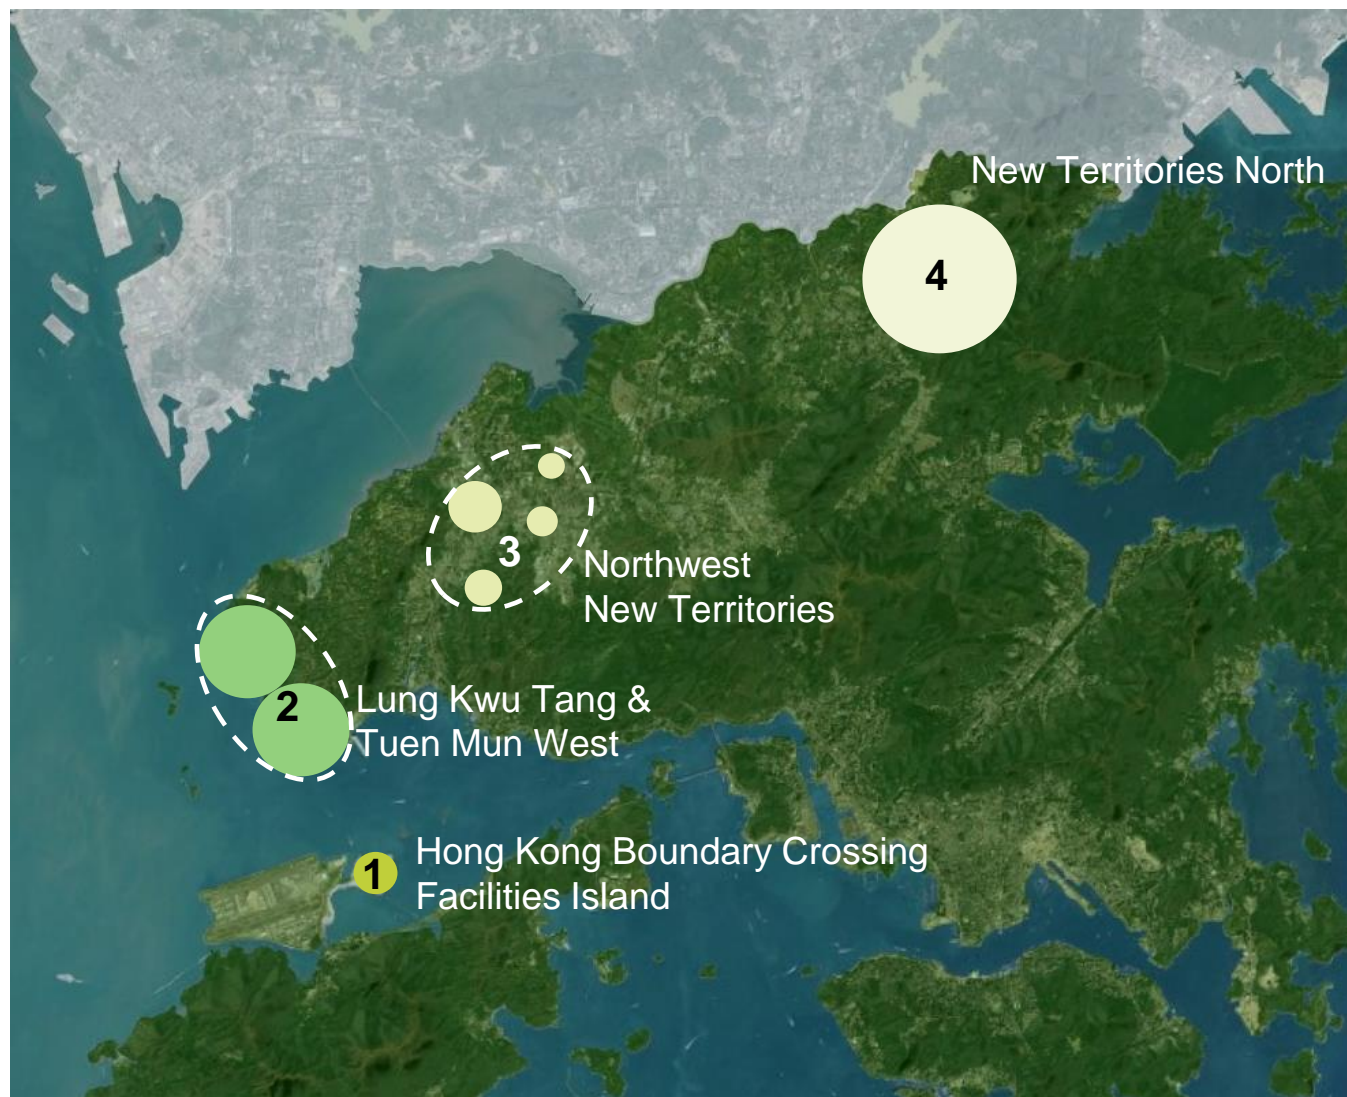 New Territories North
4
3
Northwest
New Territories
2
Lung Kwu Tang &
Tuen Mun West
1
Hong Kong Boundary Crossing
Facilities Island